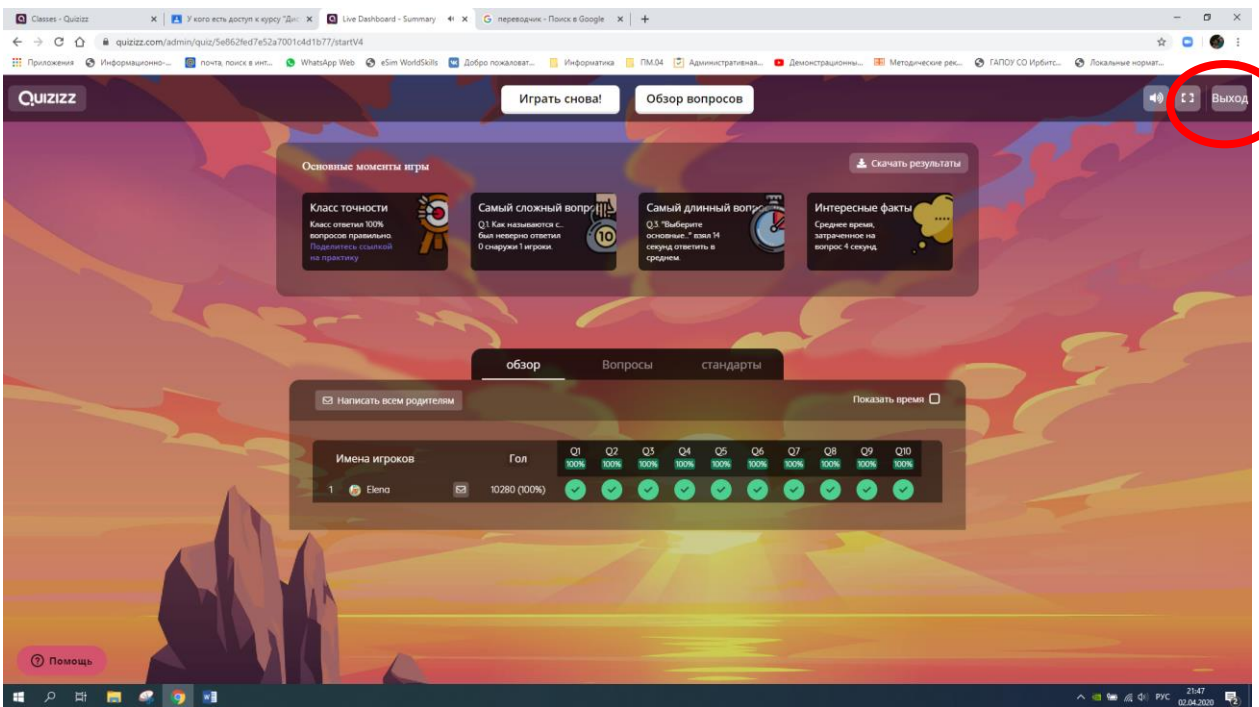 Classes - Quizizz
У кого есть доступ к курсу "Дис
Live Dashboard - Summary
переводчик - Поиск в Google
quizizz.com/admin/quiz/5e862fed7e52a7001c4d1b77/startV4
Приложения Информационно-... почта, поиск в инт... WhatsApp Web eSim WorldSkills Добро пожаловат... Информатика ПМ.04 Административная... Демонстрационны... Методические рек... ГАПОУ СО Ирбитс... Локальные нормат...
Quizizz
Играть снова!
Обзор вопросов
Выход
Основные моменты игры
Скачать результаты
Класс точности
Класс ответил 100%
вопросов правильно.
Поделитесь ссылкой
на практику
Самый сложный вопрос
Q1. Как называются с...
был неверно ответил
0 снаружи 1 игроки.
10
Самый длинный вопрос
Q3. "Выберите
основные..." взял 14
секунд ответить в
среднем.
Интересные факты
Среднее время,
затраченное на
вопрос 4 секунд.
обзор Вопросы стандарты
Написать всем родителям
Показать время
Имена игроков Гол Q1 Q2 Q3 Q4 Q5 Q6 Q7 Q8 Q9 Q10
100% 100% 100% 100% 100% 100% 100% 100% 100% 100%
1 Elena 10280 (100%)
Помощь
РУС
21:47
02.04.2020
2